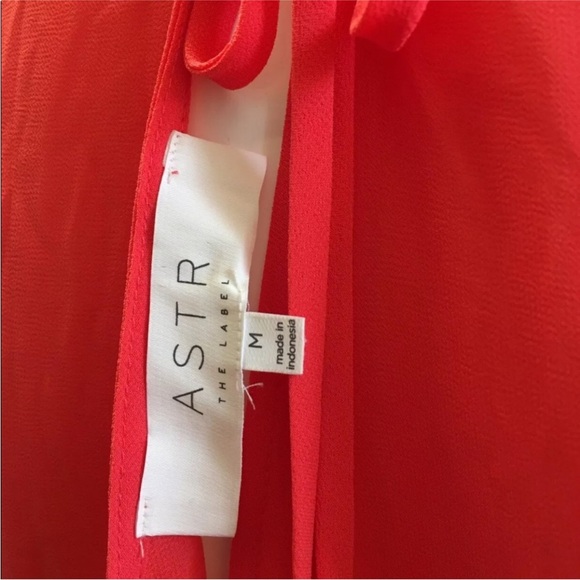 ASTR
THE LABEL
M
made in
indonesia